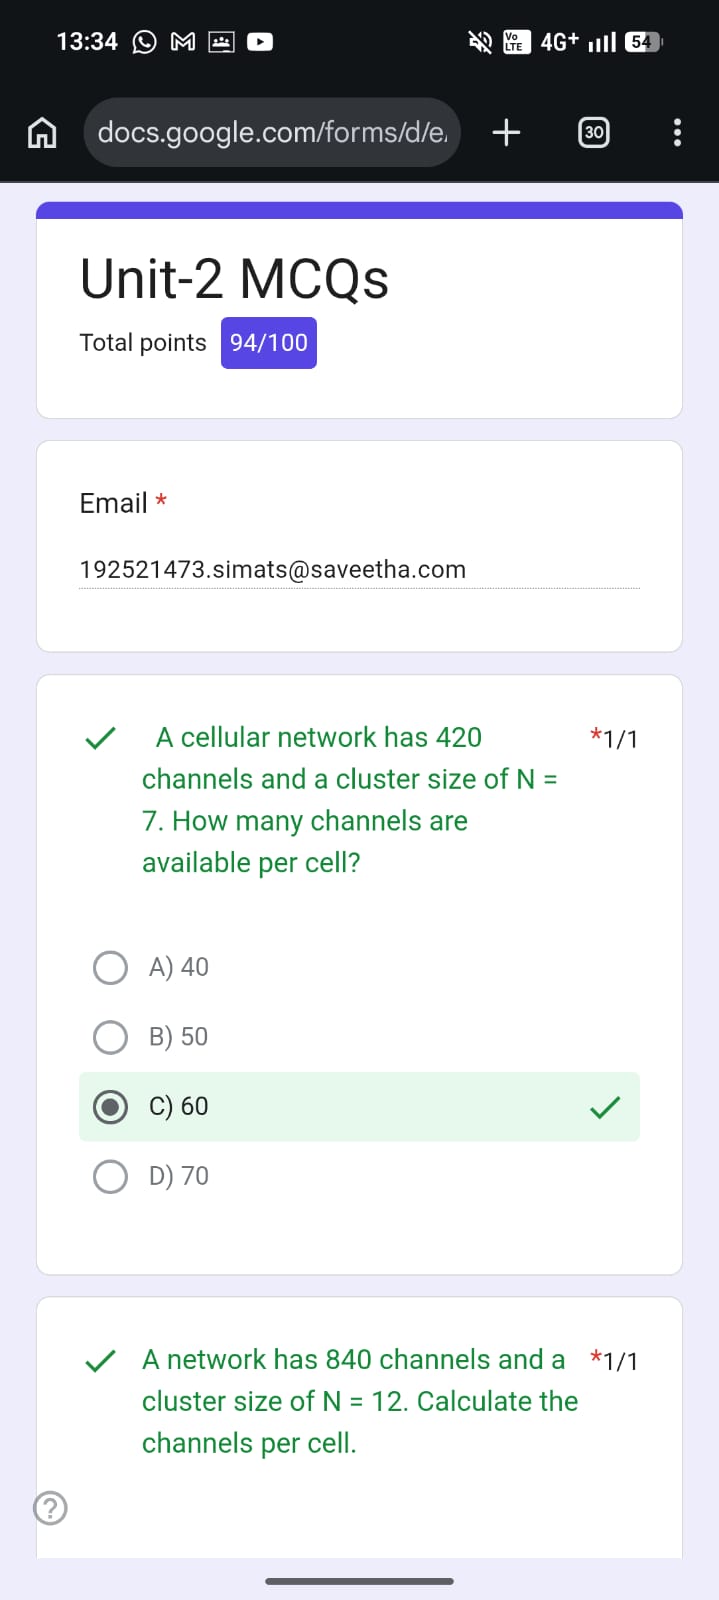 13:34 Vo LTE 4G+ 54
docs.google.com/forms/d/e 30
Unit-2 MCQs
Total points 94/100
Email *
192521473.simats@saveetha.com
A cellular network has 420 *1/1
channels and a cluster size of N =
7. How many channels are
available per cell?
A) 40
B) 50
C) 60
D) 70
A network has 840 channels and a *1/1
cluster size of N = 12. Calculate the
channels per cell.
?